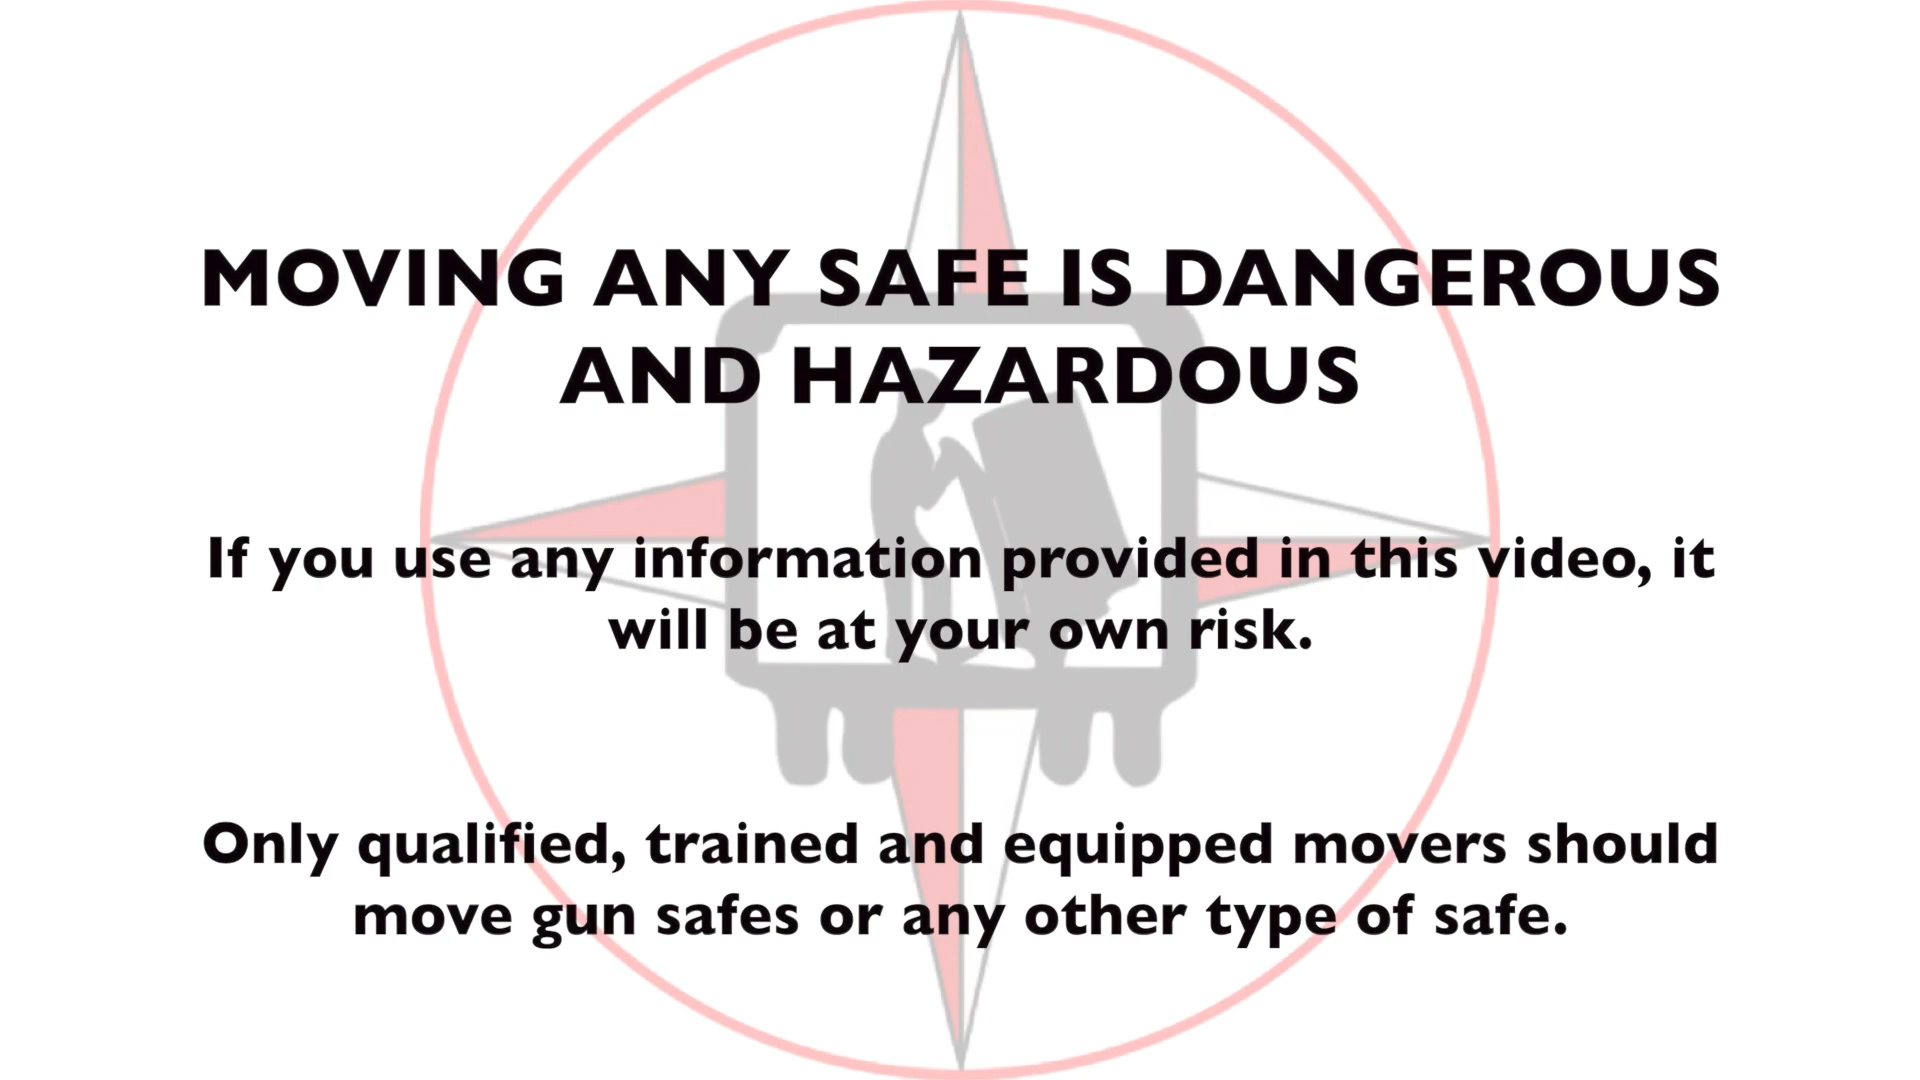 MOVING ANY SAFE IS DANGEROUS
AND HAZARDOUS
If you use any information provided in this video, it
will be at your own risk.
Only qualified, trained and equipped movers should
move gun safes or any other type of safe.